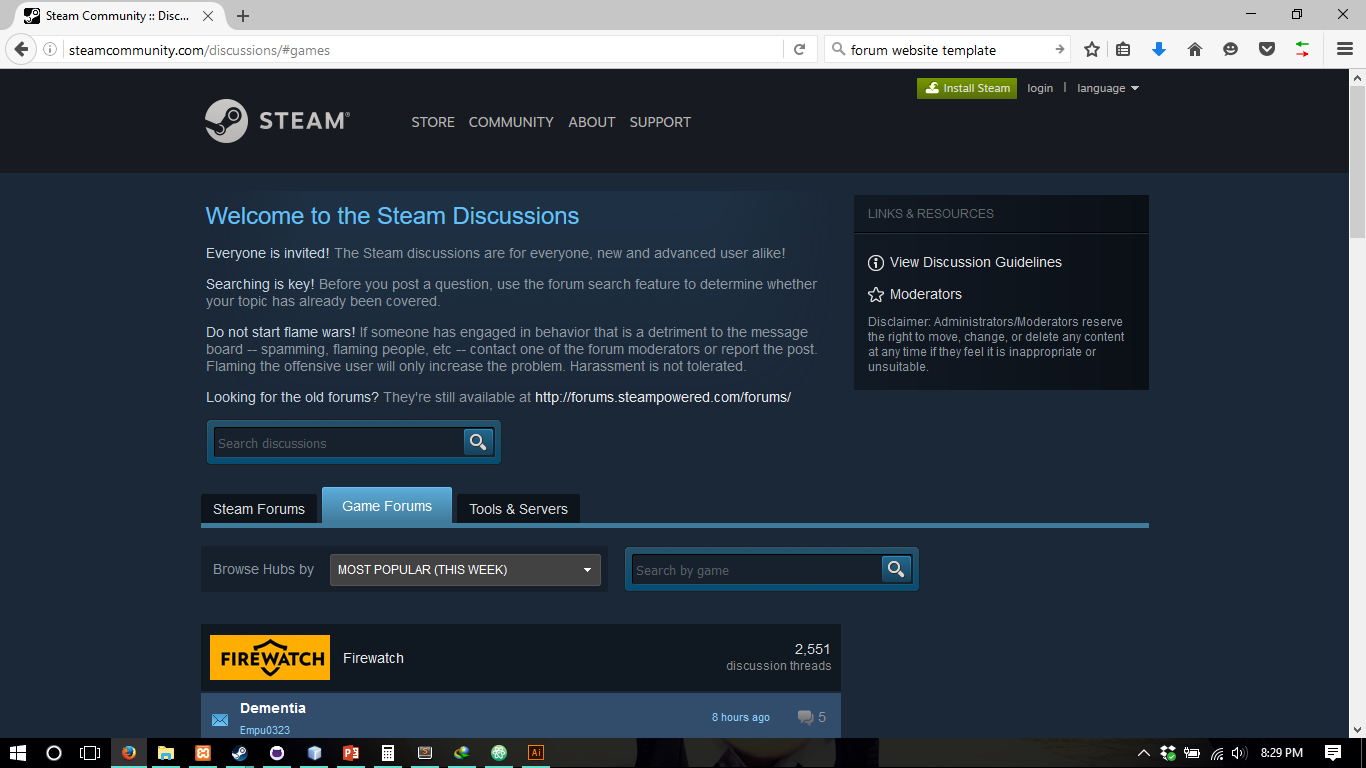 Steam Community :: Disc...
steamcommunity.com/discussions/#games
forum website template
Install Steam
login
language
STEAM®
STORE
COMMUNITY
ABOUT
SUPPORT
Welcome to the Steam Discussions
Everyone is invited! The Steam discussions are for everyone, new and advanced user alike!
Searching is key! Before you post a question, use the forum search feature to determine whether
your topic has already been covered.
Do not start flame wars! If someone has engaged in behavior that is a detriment to the message
board -- spamming, flaming people, etc -- contact one of the forum moderators or report the post.
Flaming the offensive user will only increase the problem. Harassment is not tolerated.
Looking for the old forums? They're still available at http://forums.steampowered.com/forums/
LINKS & RESOURCES
View Discussion Guidelines
Moderators
Disclaimer: Administrators/Moderators reserve
the right to move, change, or delete any content
at any time if they feel it is inappropriate or
unsuitable.
Search discussions
Steam Forums
Game Forums
Tools & Servers
Browse Hubs by
MOST POPULAR (THIS WEEK)
Search by game
FIREWATCH
Firewatch
2,551
discussion threads
Dementia
Empu0323
8 hours ago
5
Ai
8:29 PM